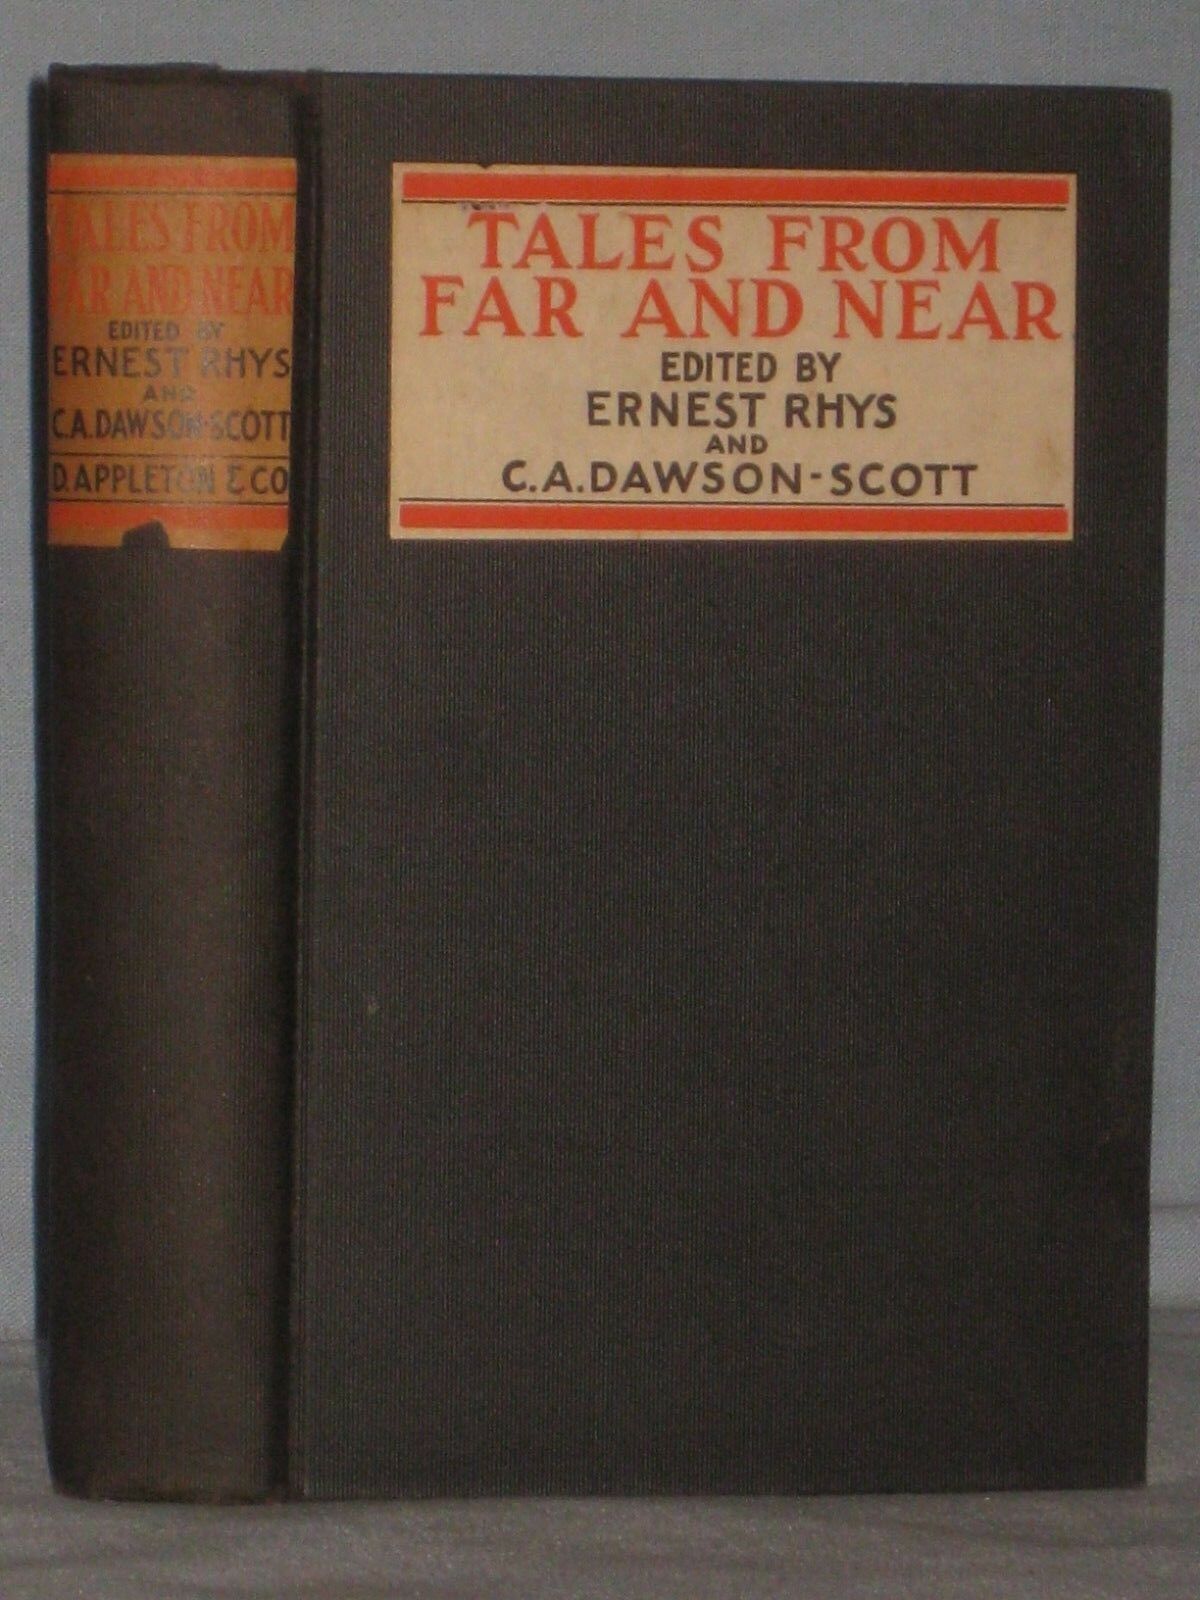 TALES FROM
FAR AND NEAR
EDITED BY
ERNEST RHYS
AND
C.A.DAWSON-SCOTT
D.APPLETON & CO
TALES FROM
FAR AND NEAR
EDITED BY
ERNEST RHYS
AND
C.A.DAWSON-SCOTT